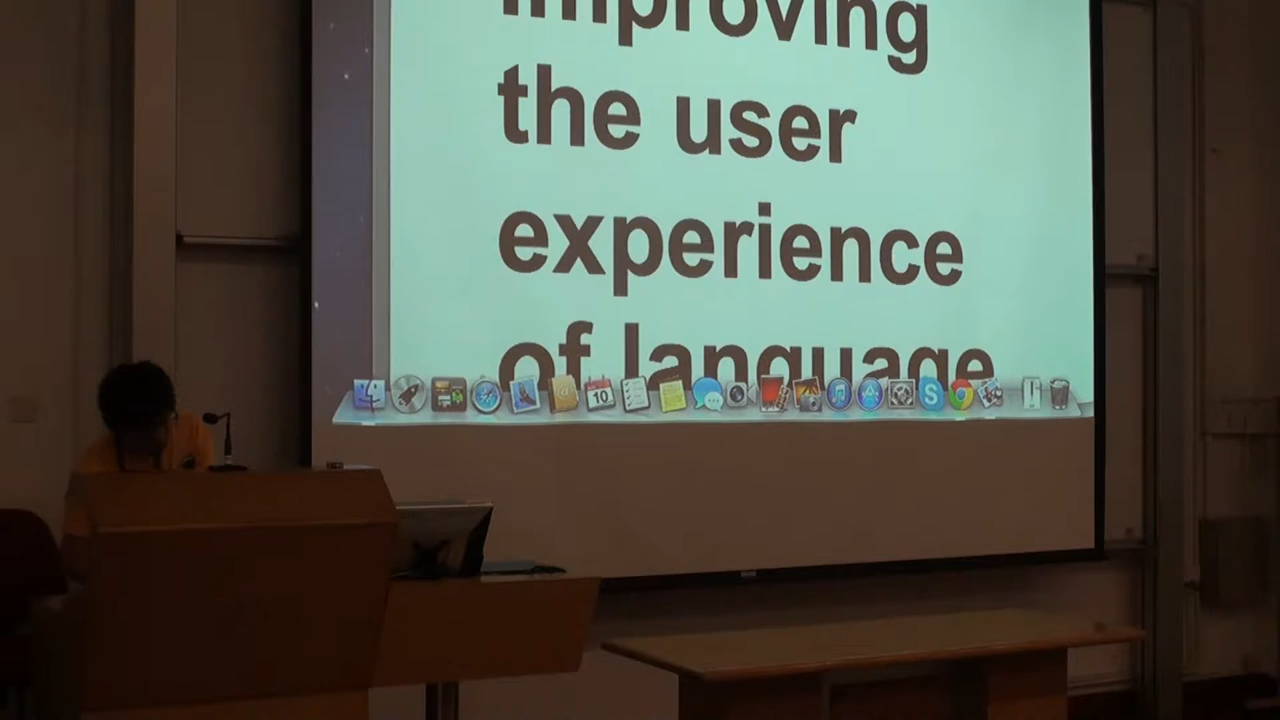 improving
the user
experience
of language
10